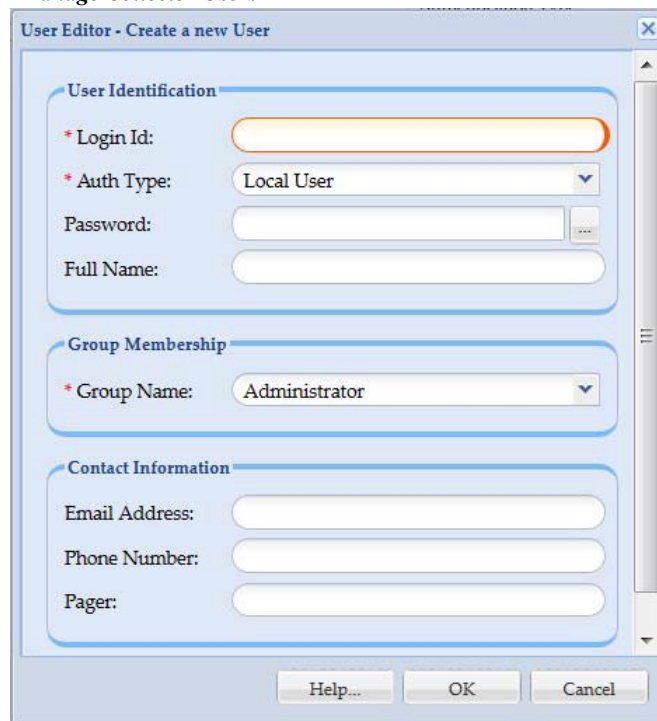 User Editor - Create a new User
User Identification
* Login Id:
* Auth Type: Local User
Password: ...
Full Name:
Group Membership
* Group Name: Administrator
Contact Information
Email Address:
Phone Number:
Pager:
Help... OK Cancel